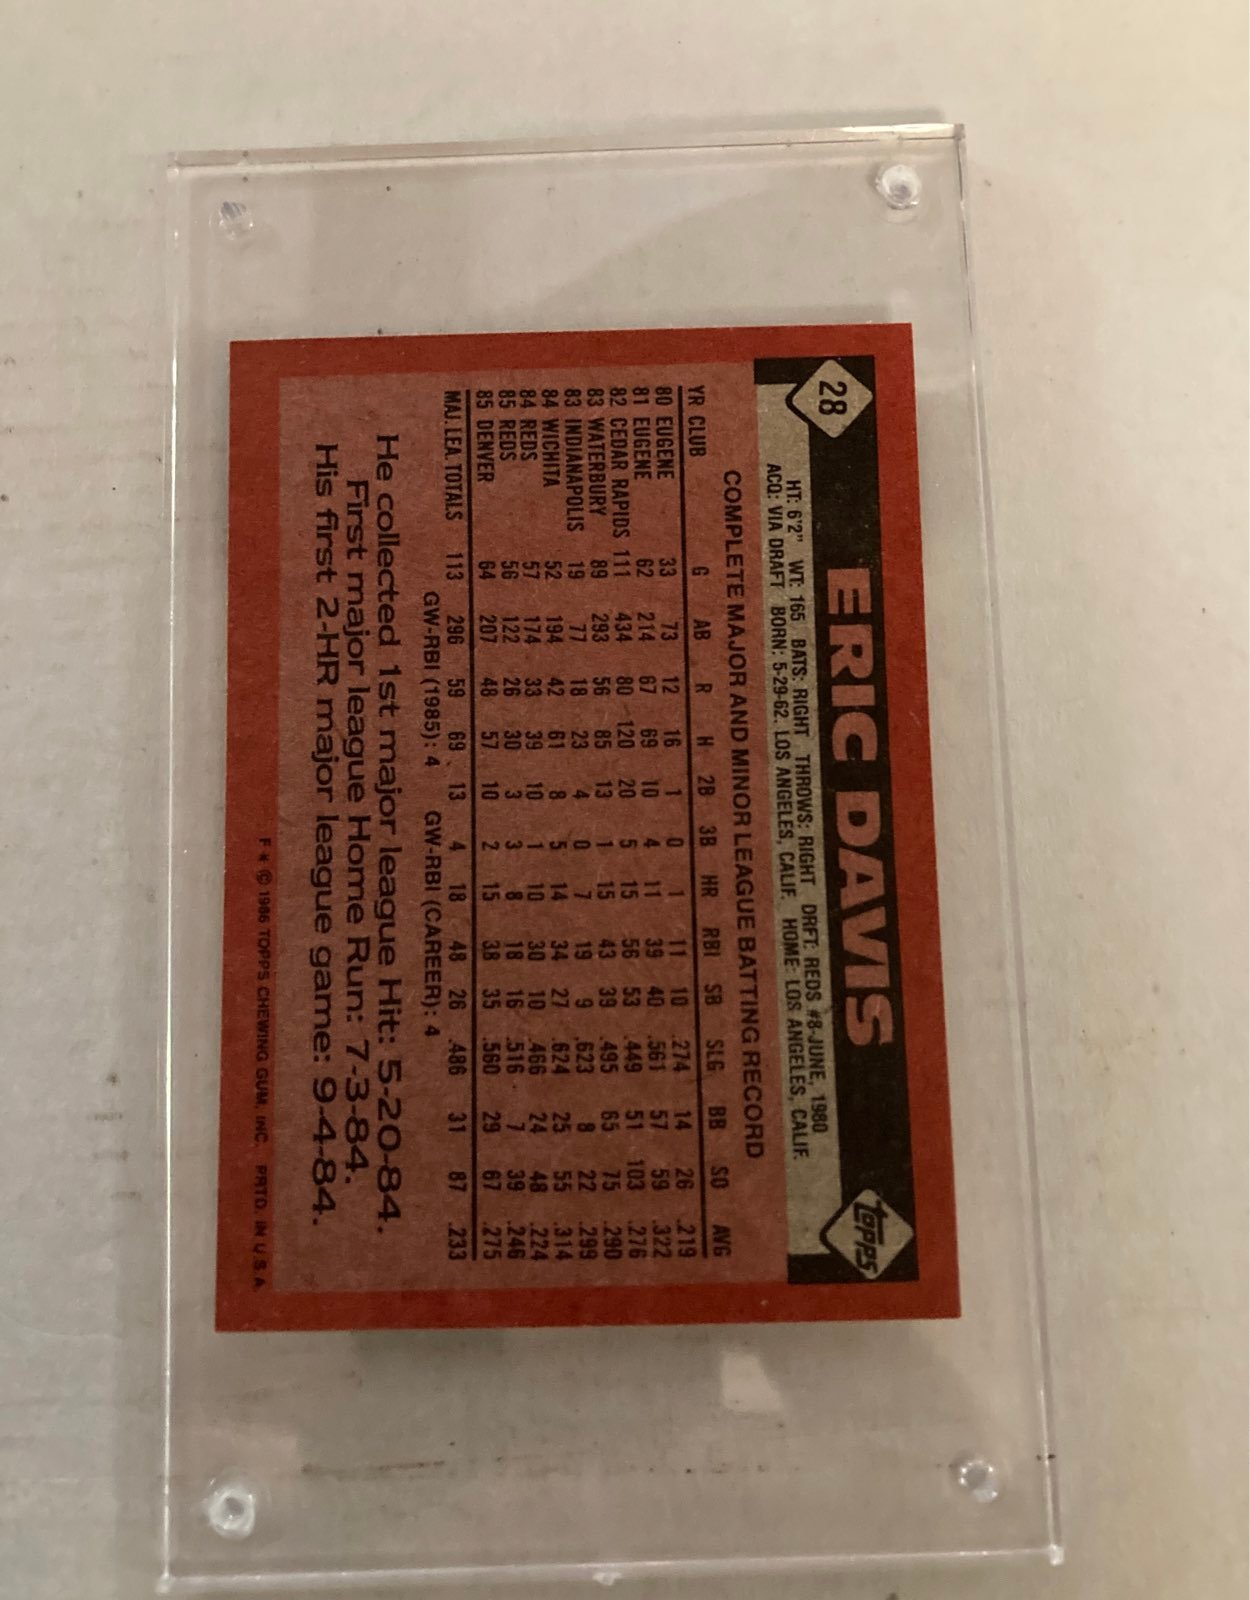 28
ERIC DAVIS
topps
HT: 6'2" WT: 165 BATS: RIGHT THROWS: RIGHT DRFT: REDS #8-JUNE, 1980
ACQ: VIA DRAFT BORN: 5-29-62, LOS ANGELES, CALIF. HOME: LOS ANGELES, CALIF.
COMPLETE MAJOR AND MINOR LEAGUE BATTING RECORD
YR CLUB G AB R H 2B 3B HR RBI SB SLG BB SO AVG
80 EUGENE 33 73 12 16 1 0 1 11 10 .274 14 26 .219
81 EUGENE 62 214 67 69 10 4 11 39 40 .561 57 59 .322
82 CEDAR RAPIDS 111 434 80 120 20 5 15 56 53 .449 51 103 .276
83 WATERBURY 89 293 56 85 13 1 15 43 39 .495 65 75 .290
83 INDIANAPOLIS 19 77 18 23 4 0 7 19 9 .623 8 22 .299
84 WICHITA 52 194 42 61 8 5 14 34 27 .624 25 55 .314
84 REDS 57 174 33 39 10 1 10 30 10 .466 24 48 .224
85 REDS 56 122 26 30 3 3 8 18 16 .516 7 39 .246
85 DENVER 64 207 48 57 10 2 15 38 35 .560 29 67 .275
MAJ. LEA. TOTALS 113 296 59 69 13 4 18 48 26 .486 31 87 .233
GW-RBI (1985): 4 GW-RBI (CAREER): 4
He collected 1st major league Hit: 5-20-84.
First major league Home Run: 7-3-84.
His first 2-HR major league game: 9-4-84.
F * © 1986 TOPPS CHEWING GUM, INC. PRTD. IN U.S.A.